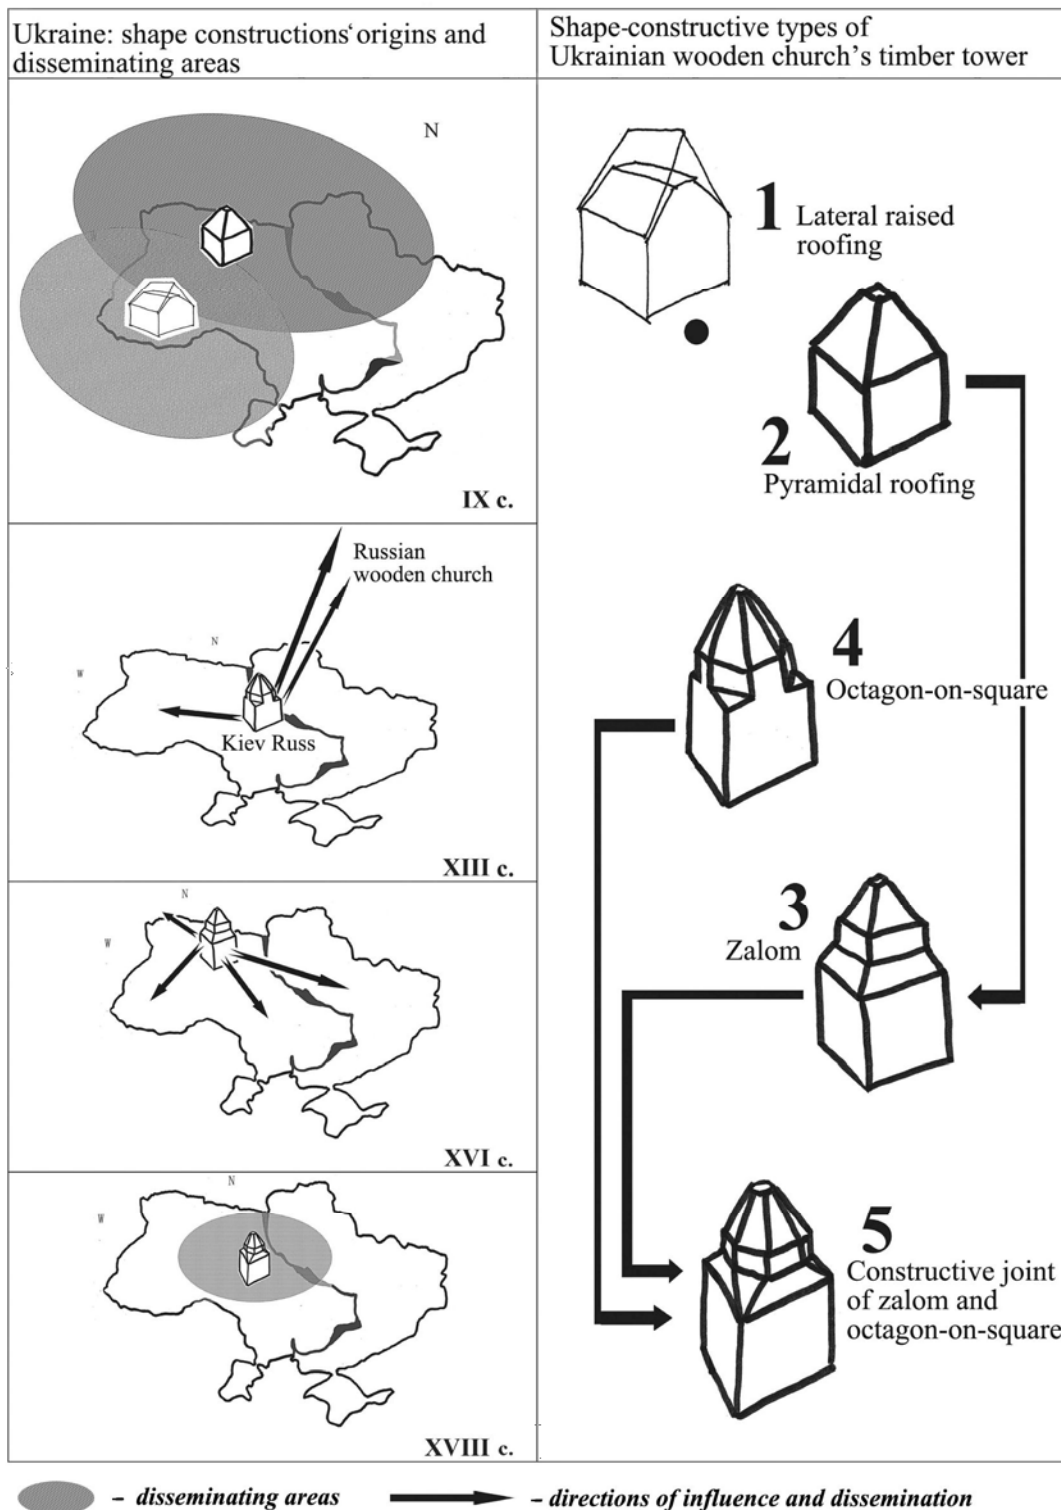 Ukraine: shape constructions' origins and
disseminating areas
Shape-constructive types of
Ukrainian wooden church's timber tower
N
IX c.
1 Lateral raised
roofing
2
Pyramidal roofing
Russian
wooden church
N
W
Kiev Russ
XIII c.
4
Octagon-on-square
N
W
XVI c.
3
Zalom
N
W
XVIII c.
5
Constructive joint
of zalom and
octagon-on-square
- disseminating areas
- directions of influence and dissemination